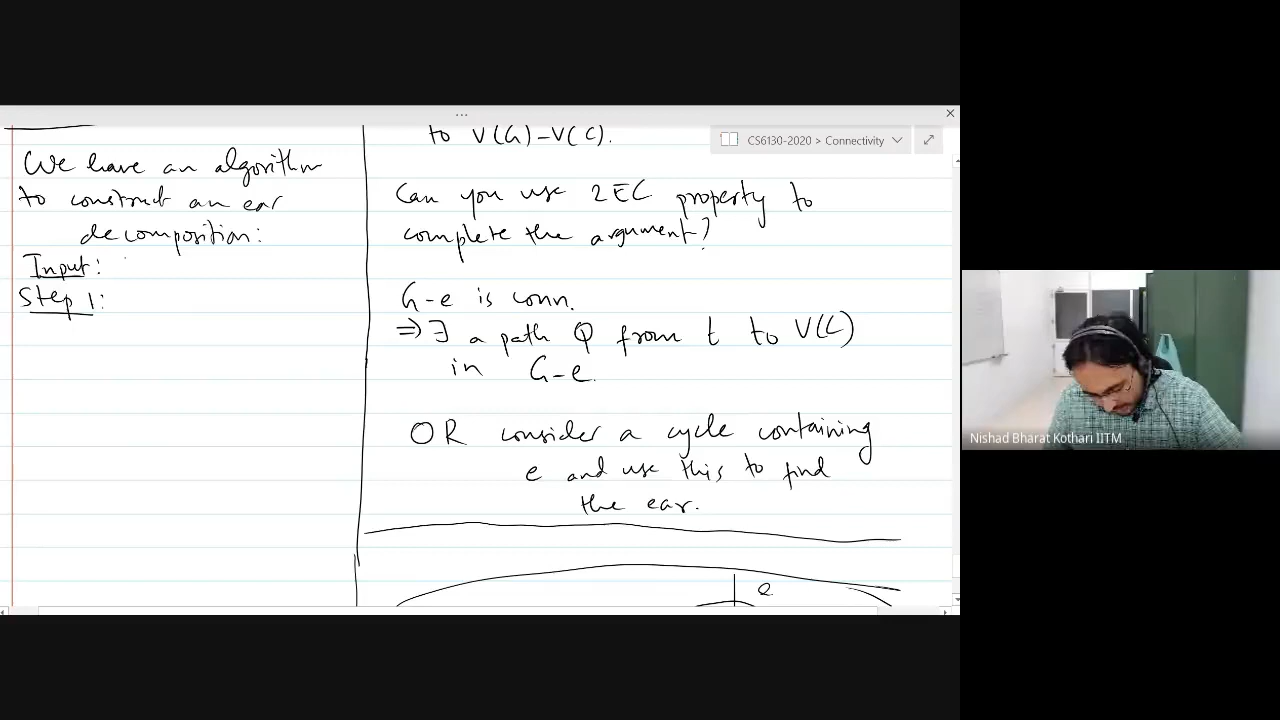 We have an algorithm
to construct an ear
decomposition:
Input:
Step 1:
to V(G)-V(C).
CS6130-2020 > Connectivity
Can you use 2EC property to
complete the argument?
G-e is conn.
⇒ ∃ a path Q from t to V(C)
in G-e.
OR consider a cycle containing
e and use this to find
the ear.
e
Nishad Bharat Kothari IITM